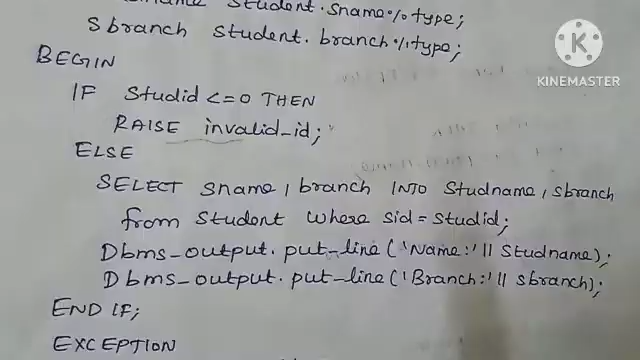 student.sname%type;
Sbranch student.branch%type;
BEGIN
IF Studid <=0 THEN
RAISE invalid_id;
ELSE
SELECT sname, branch INTO Studname, sbranch
from Student where sid = studid;
Dbms_output.put_line('Name:'|| Studname);
Dbms_output.put_line('Branch:'|| sbranch);
END IF;
EXCEPTION
KINEMASTER